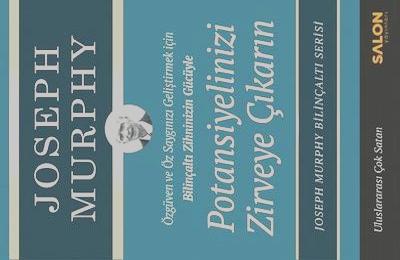 JOSEPH
MURPHY
Özgüven ve Öz Saygınızı Geliştirmek için
Bilinçaltı Zihninizin Gücüyle
Potansiyelinizi
Zirveye Çıkarın
JOSEPH MURPHY BİLİNÇALTI SERİSİ
Uluslararası Çok Satan
SALON
yayınları